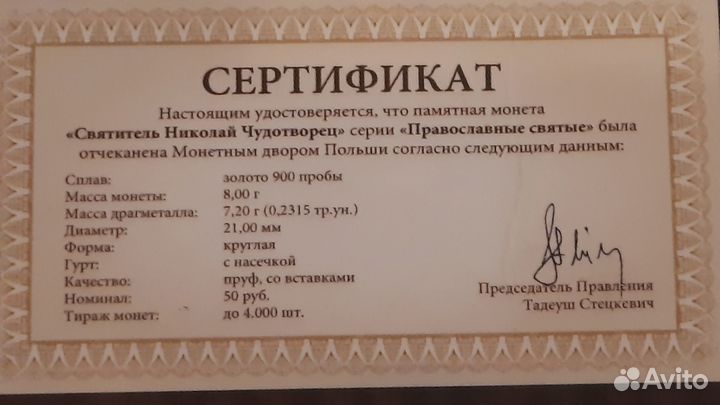 СЕРТИФИКАТ
Настоящим удостоверяется, что памятная монета
«Святитель Николай Чудотворец» серии «Православные святые» была
отчеканена Монетным двором Польши согласно следующим данным:
Сплав: золото 900 пробы
Масса монеты: 8,00 г
Масса драгметалла: 7,20 г (0,2315 тр.ун.)
Диаметр: 21,00 мм
Форма: круглая
Гурт: с насечкой
Качество: пруф, со вставками
Номинал: 50 руб.
Тираж монет: до 4.000 шт.
Председатель Правления
Тадеуш Стецкевич
Avito